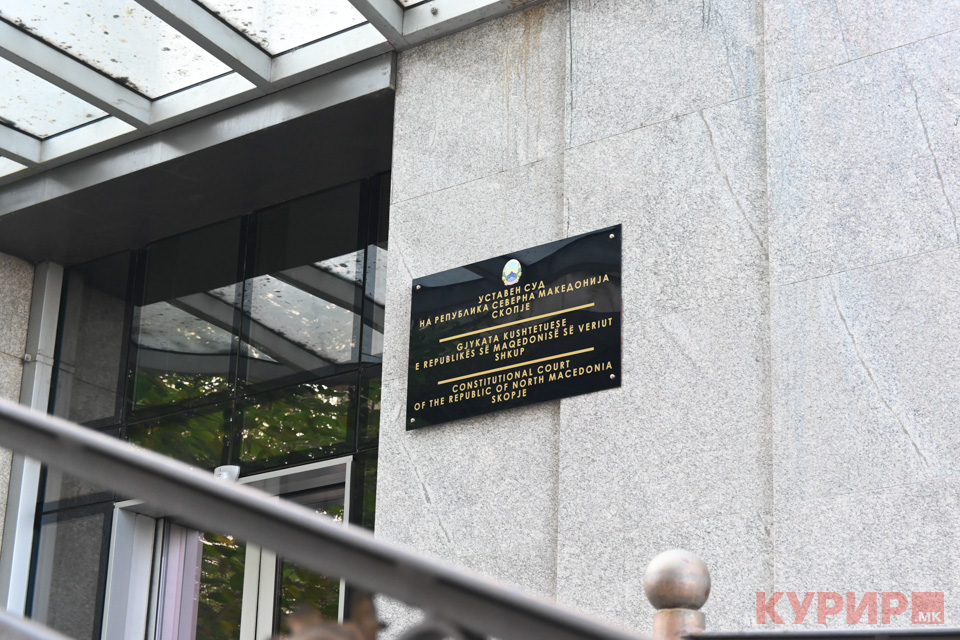 УСТАВЕН СУД
НА РЕПУБЛИКА СЕВЕРНА МАКЕДОНИЈА
СКОПЈЕ
GJYKATA KUSHTETUESE
E REPUBLIKËS SË MAQEDONISË SË VERIUT
SHKUP
CONSTITUTIONAL COURT
OF THE REPUBLIC OF NORTH MACEDONIA
SKOPJE
КУРИР.МК